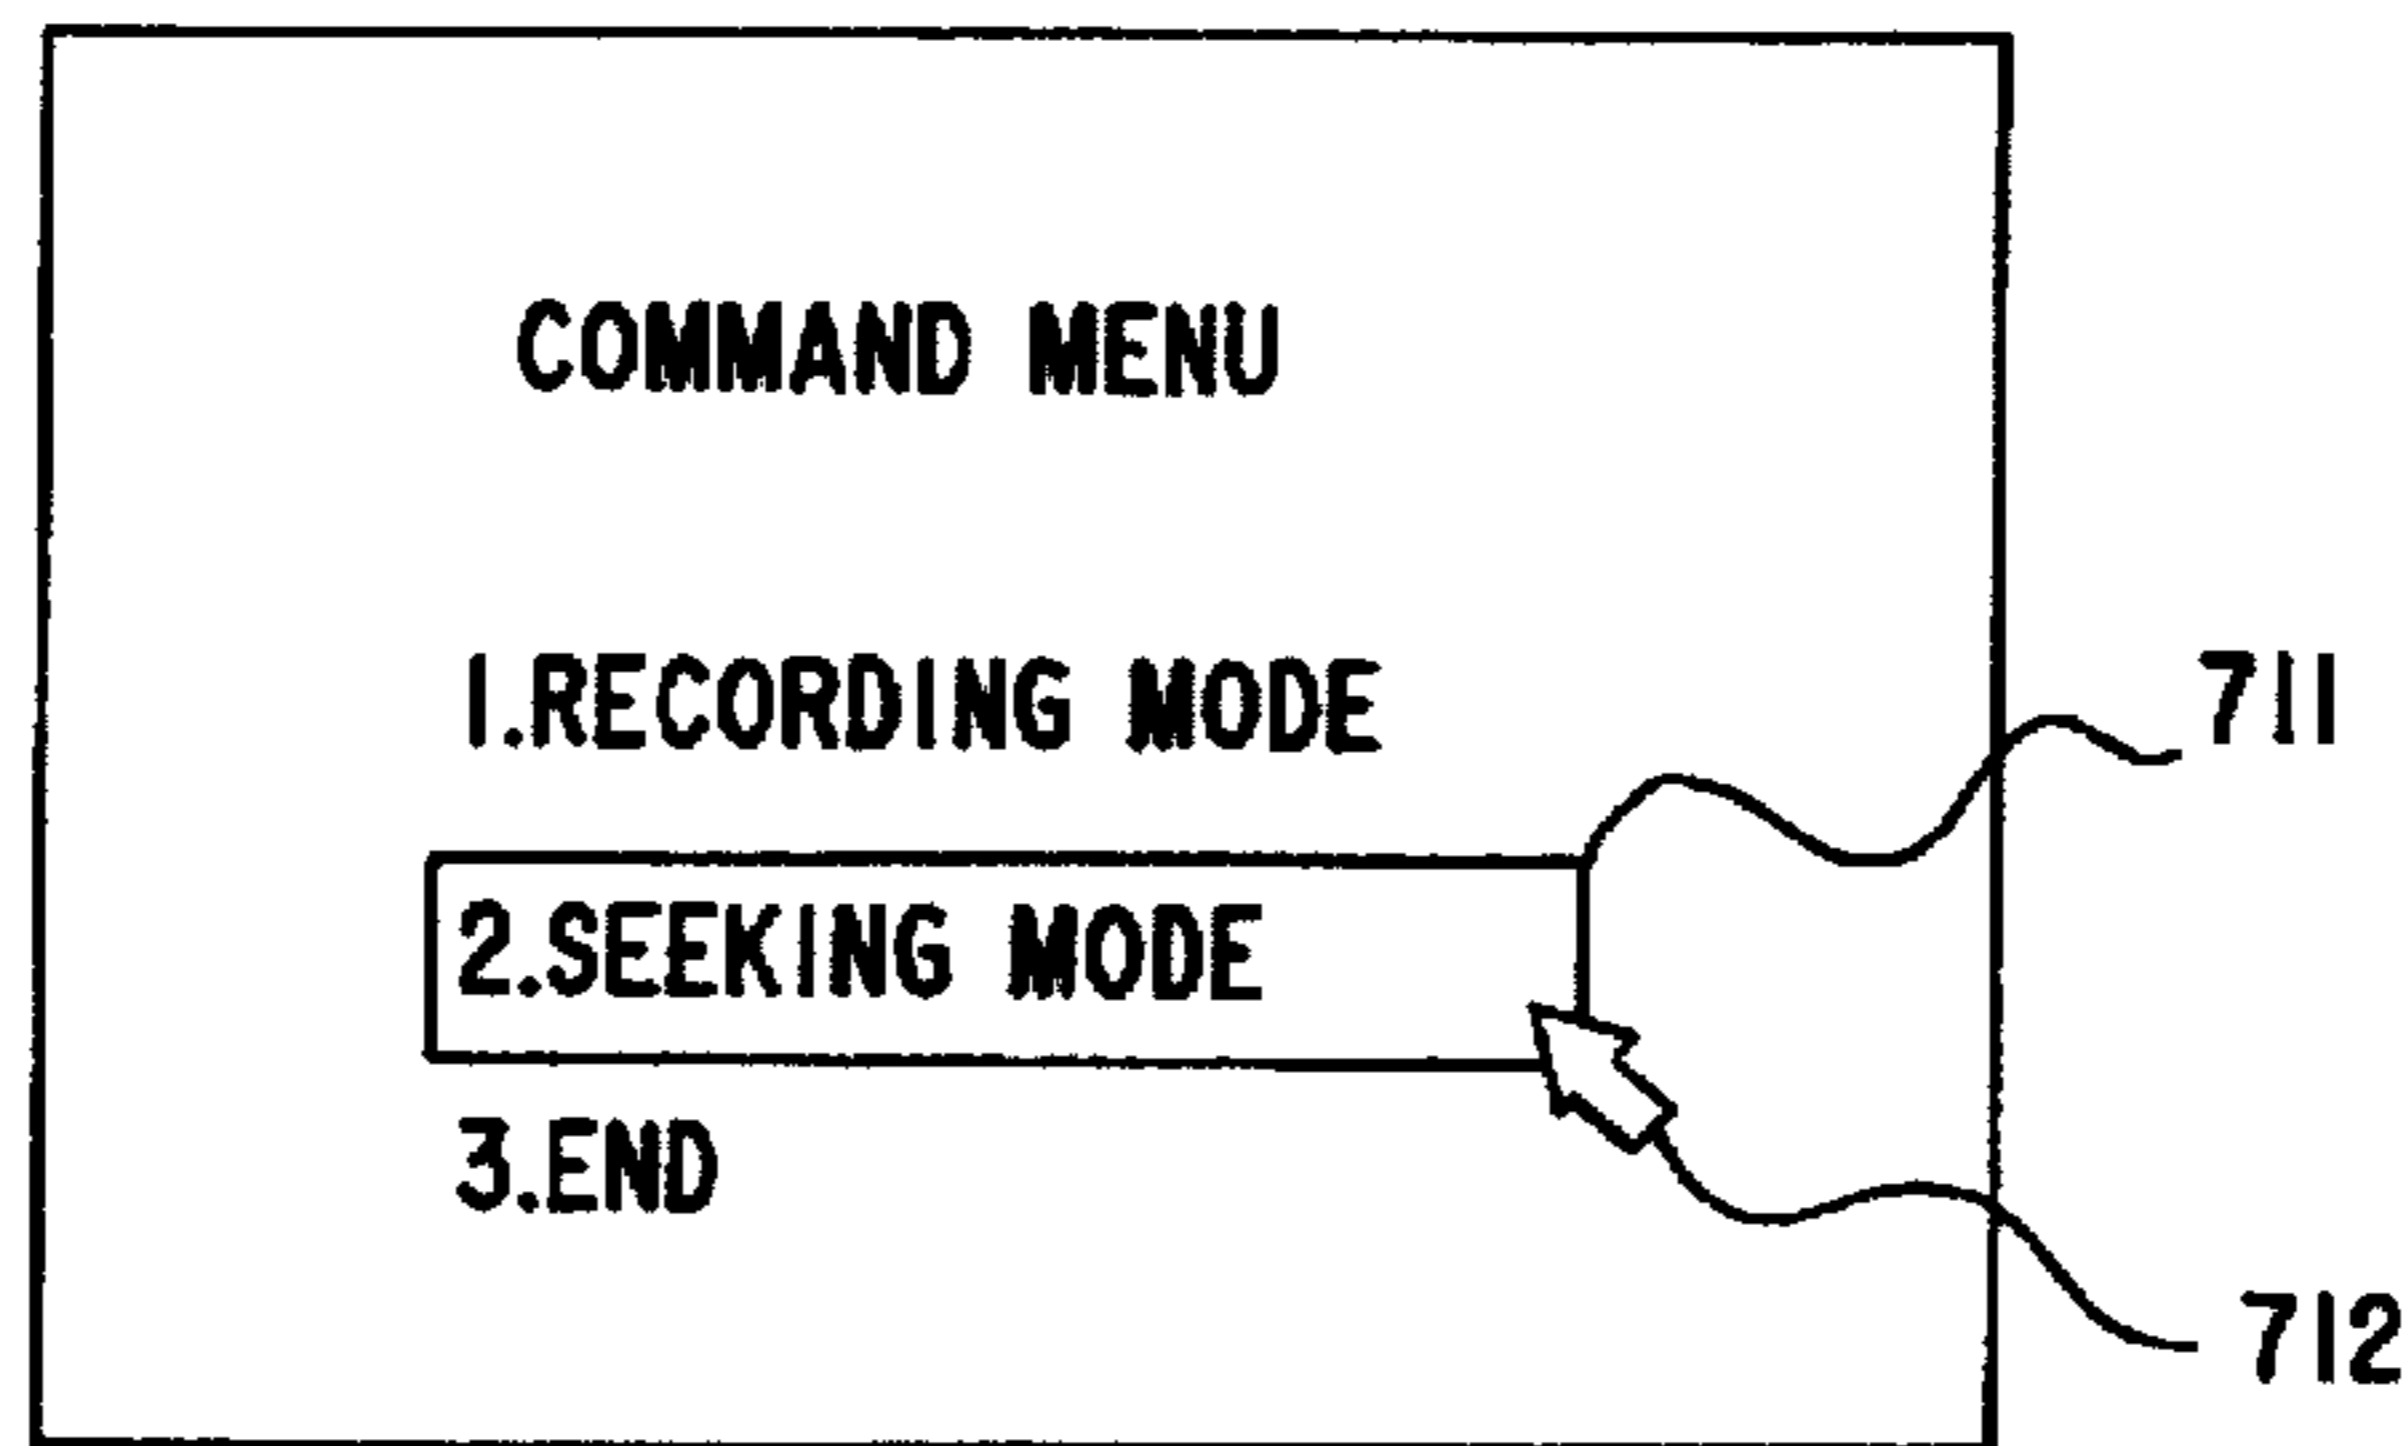 COMMAND MENU
1.RECORDING MODE
711
2.SEEKING MODE
3.END
712